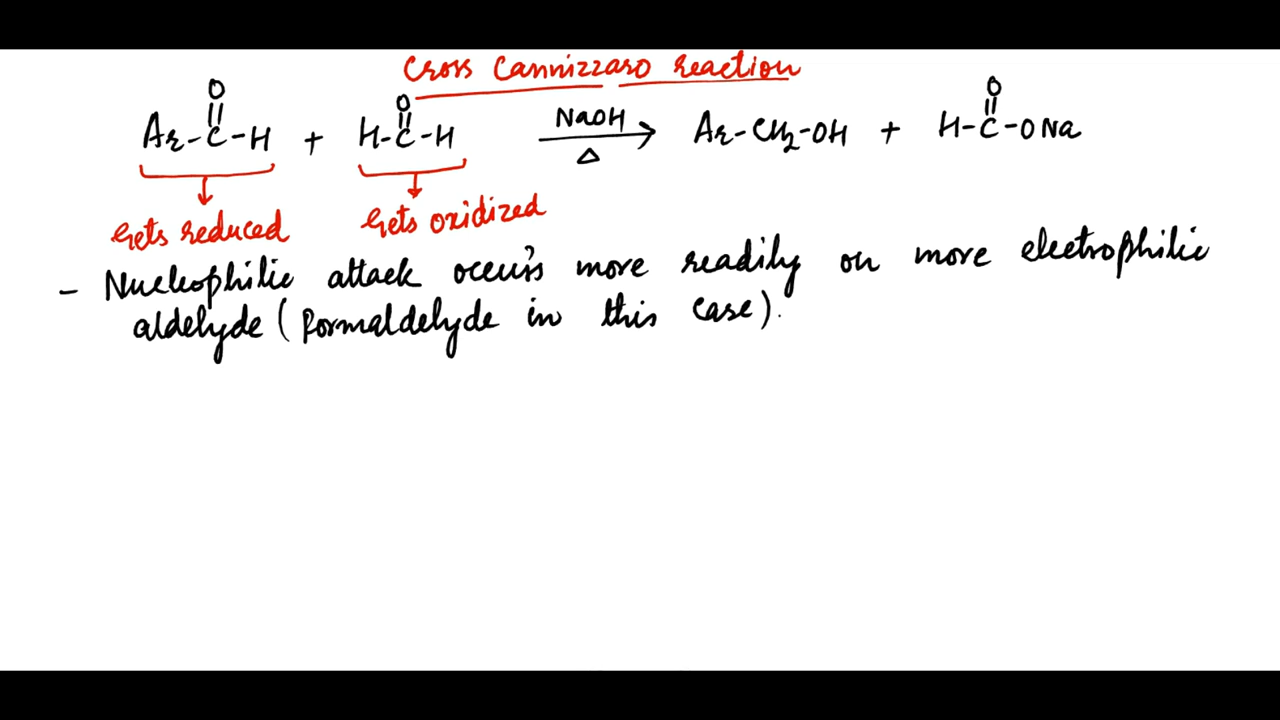 Cross Cannizzaro reaction
Ar-C(=O)-H + H-C(=O)-H NaOH/Δ → Ar-CH₂-OH + H-C(=O)-ONa
Gets reduced Gets oxidized
- Nucleophilic attack occurs more readily on more electrophilic
aldehyde (formaldehyde in this case).